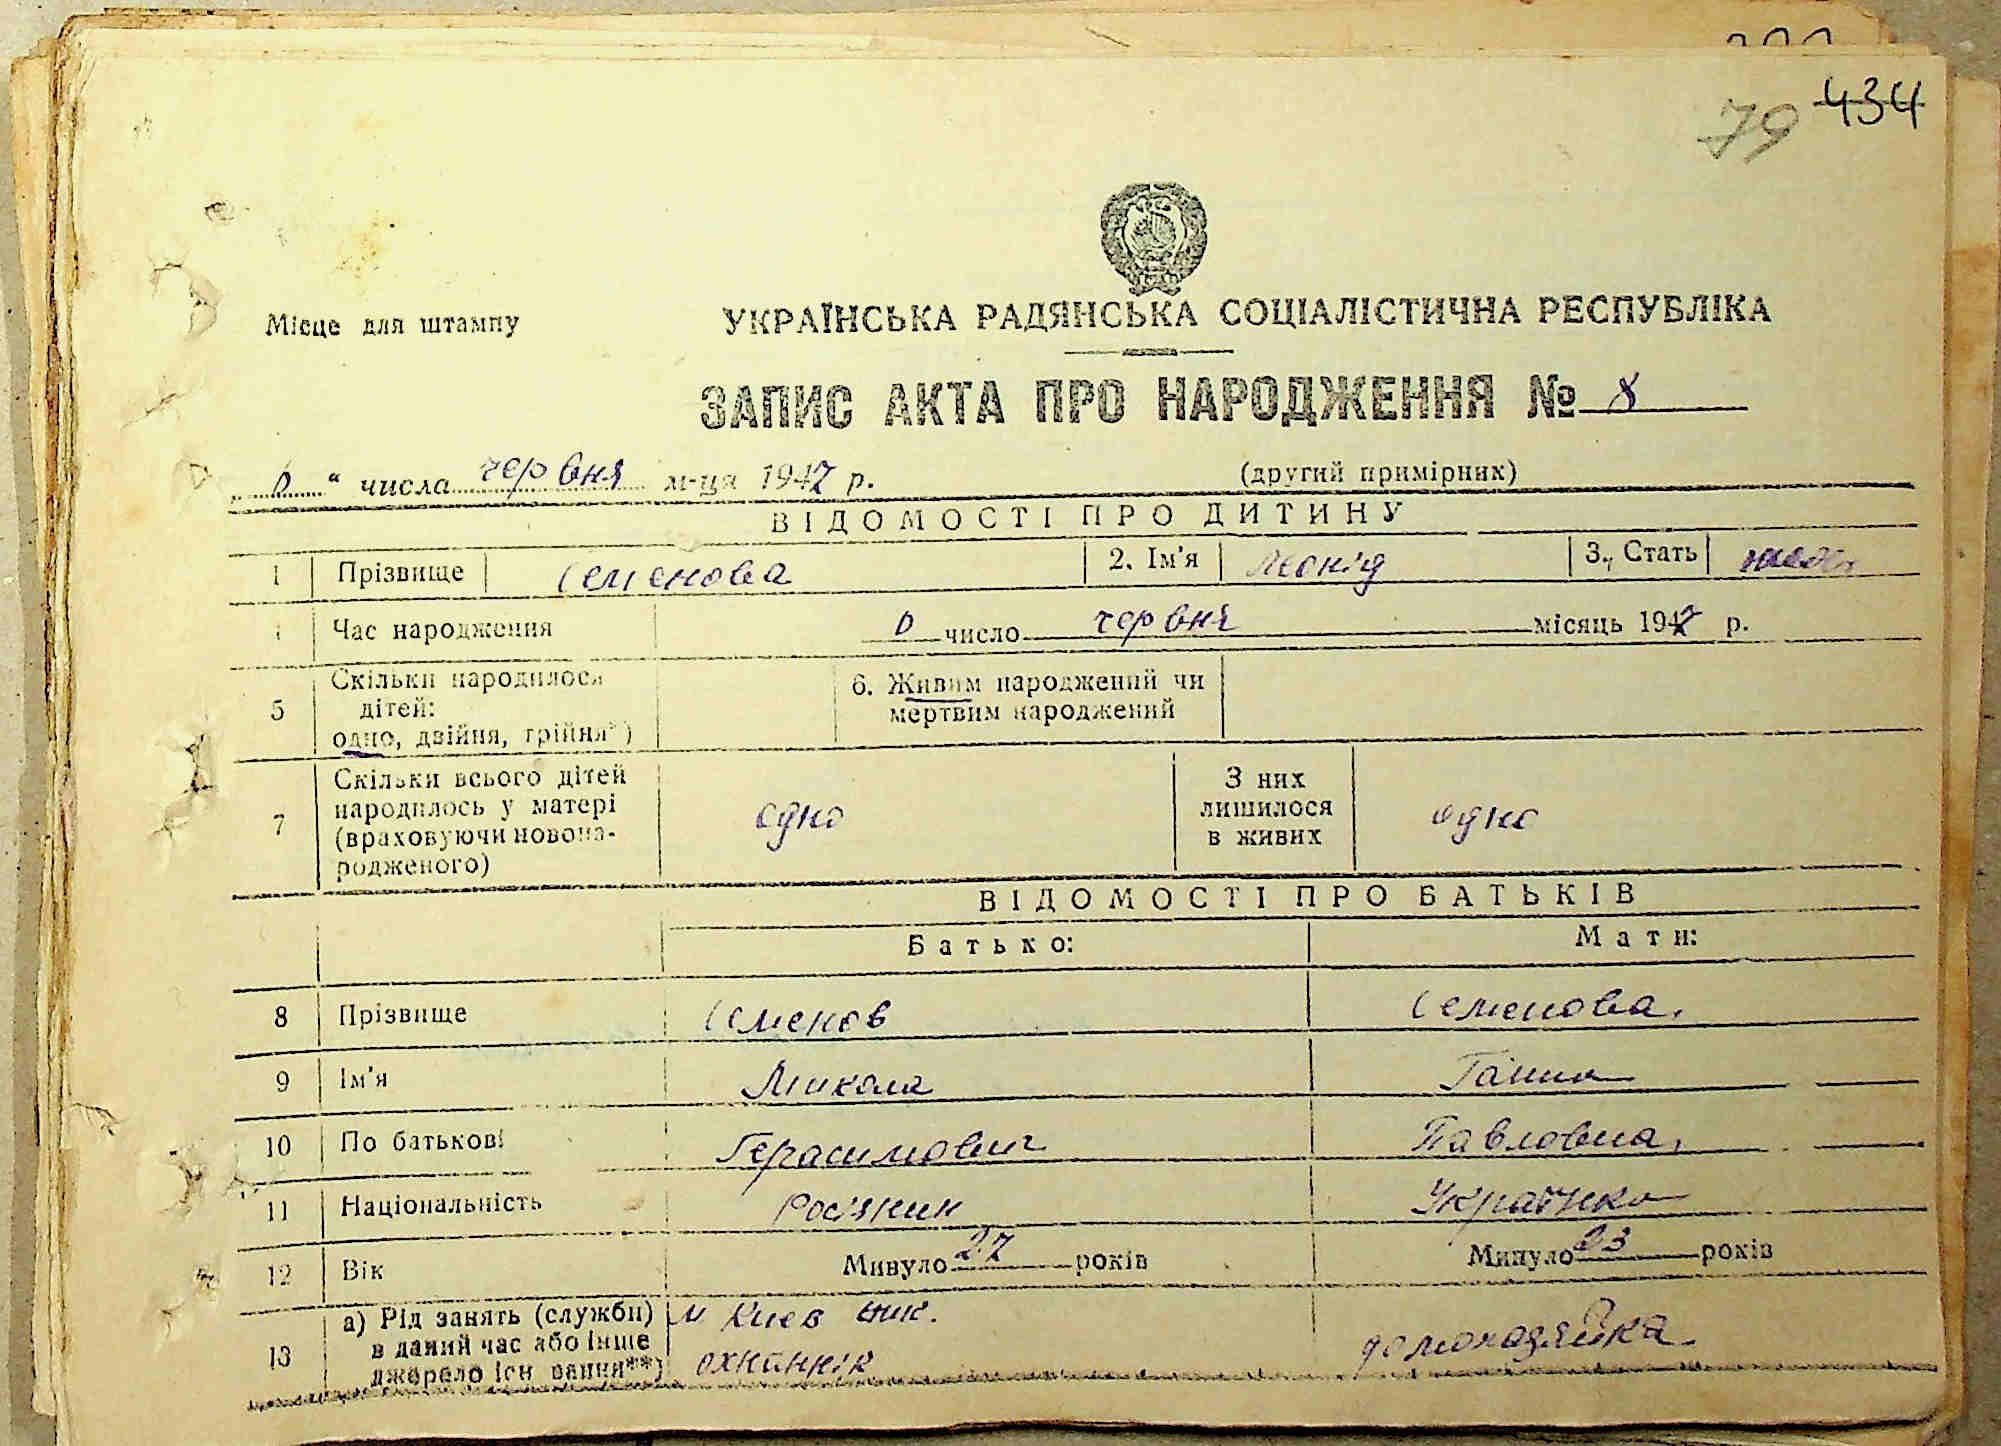 79 434
Місце для штампу
УКРАЇНСЬКА РАДЯНСЬКА СОЦІАЛІСТИЧНА РЕСПУБЛІКА
ЗАПИС АКТА ПРО НАРОДЖЕННЯ № 8
„ “ числа червня м-ця 1947 р. (другий примірник)
ВІДОМОСТІ ПРО ДИТИНУ
1 Прізвище Семенова 2. Ім'я Леонід 3. Стать
Час народження число червня місяць 1947 р.
5 Скільки народилося дітей: одно, двійня, трійня*) 6. Живим народжений чи мертвим народжений
7 Скільки всього дітей народилось у матері (враховуючи новонародженого) одно З них лишилося в живих одно
ВІДОМОСТІ ПРО БАТЬКІВ
Батько: Мати:
8 Прізвище Семенов Семенова.
9 Ім'я Микола Ганна
10 По батькові Герасимович Павловна.
11 Національність Росіянин Українка
12 Вік Минуло 27 років Минуло 23 років
13 а) Рід занять (служби) в даний час або інше джерело існування**) м Киев домохазяйка